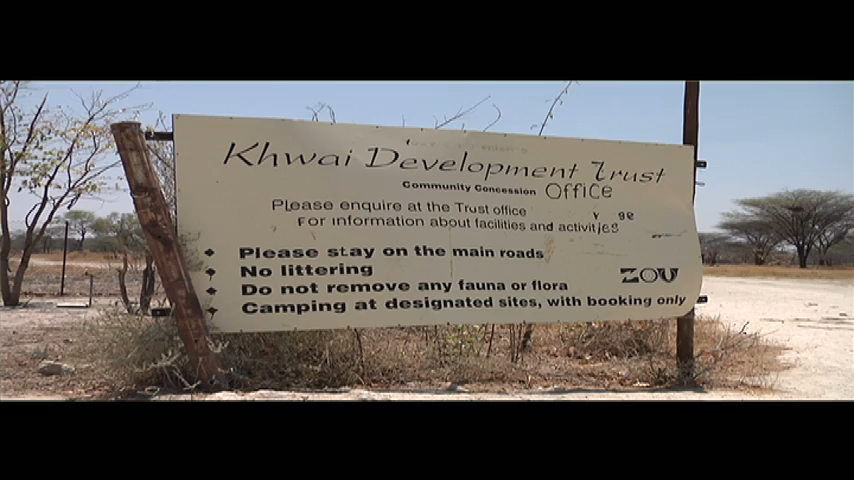 Khwai Development Trust
Community Concession Office
Please enquire at the Trust office
For information about facilities and activities
Please stay on the main roads
No littering
Do not remove any fauna or flora
ZOU
Camping at designated sites, with booking only